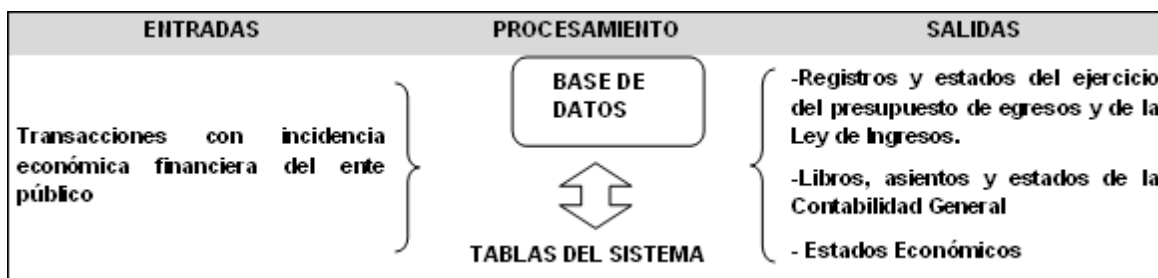 ENTRADAS
PROCESAMIENTO
SALIDAS
Transacciones con incidencia
económica financiera del ente
público
BASE DE
DATOS
TABLAS DEL SISTEMA
-Registros y estados del ejercicio
del presupuesto de egresos y de la
Ley de Ingresos.
-Libros, asientos y estados de la
Contabilidad General
- Estados Económicos